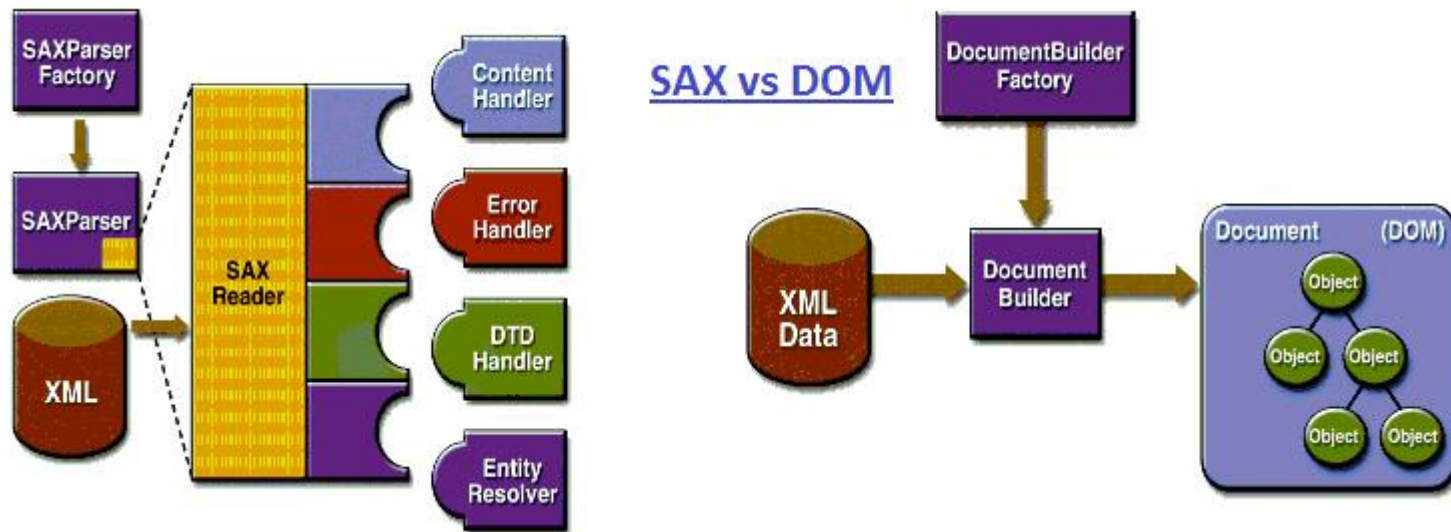 SAXParser
Factory
SAXParser
XML
SAX
Reader
Content
Handler
Error
Handler
DTD
Handler
Entity
Resolver
SAX vs DOM
DocumentBuilder
Factory
XML
Data
Document
Builder
Document (DOM)
Object
Object Object
Object Object